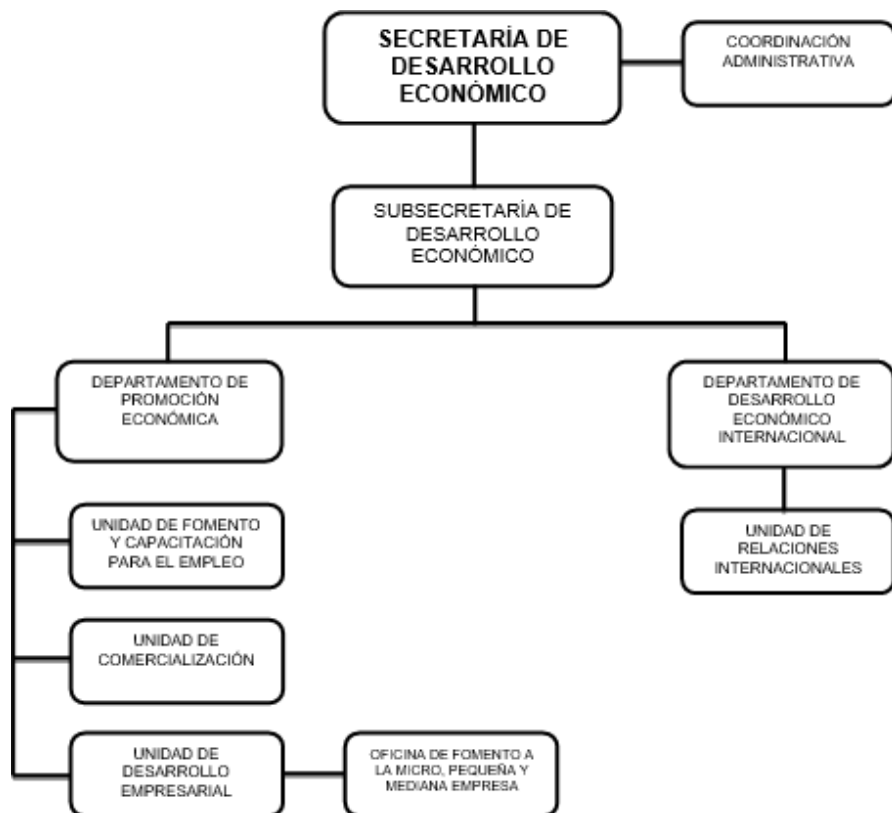 SECRETARÍA DE
DESARROLLO
ECONÓMICO
COORDINACIÓN
ADMINISTRATIVA
SUBSECRETARÍA DE
DESARROLLO
ECONÓMICO
DEPARTAMENTO DE
PROMOCIÓN
ECONÓMICA
DEPARTAMENTO DE
DESARROLLO
ECONÓMICO
INTERNACIONAL
UNIDAD DE FOMENTO
Y CAPACITACIÓN
PARA EL EMPLEO
UNIDAD DE
RELACIONES
INTERNACIONALES
UNIDAD DE
COMERCIALIZACIÓN
UNIDAD DE
DESARROLLO
EMPRESARIAL
OFICINA DE FOMENTO A
LA MICRO, PEQUEÑA Y
MEDIANA EMPRESA